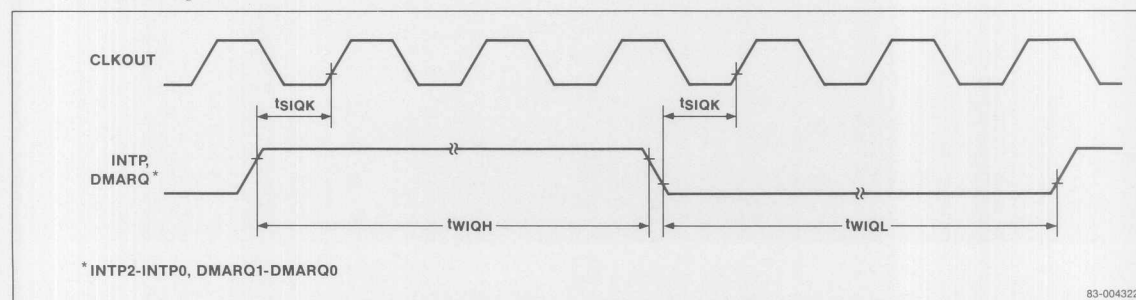 CLKOUT
tSIQK
tSIQK
INTP,
DMARQ*
tWIQH
tWIQL
*INTP2-INTP0, DMARQ1-DMARQ0
83-004322